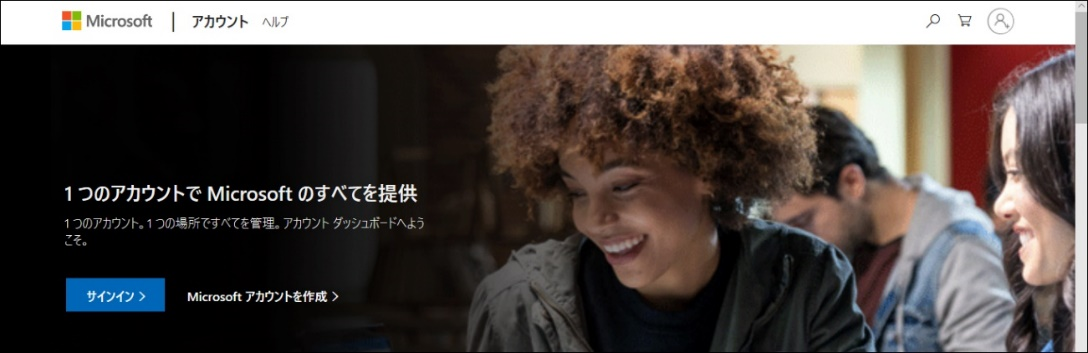 Microsoft | アカウント ヘルプ
1 つのアカウントで Microsoft のすべてを提供
1 つのアカウント。1 つの場所ですべてを管理。アカウント ダッシュボードへよう
こそ。
サインイン > Microsoft アカウントを作成 >